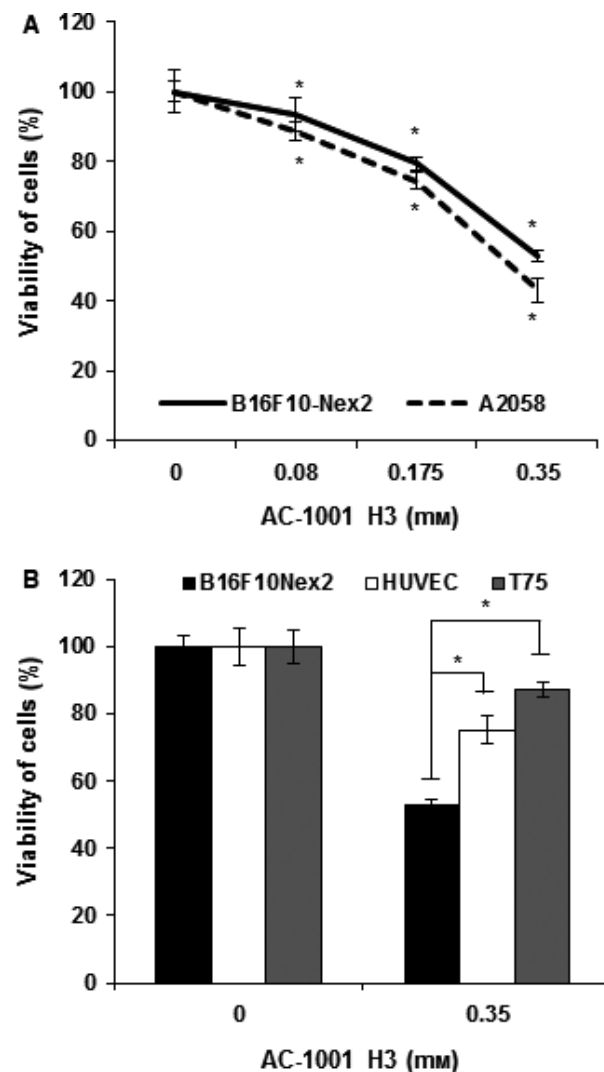 A
120
100
80
60
40
20
0
Viability of cells (%)
*
*
*
*
*
*
B16F10-Nex2 A2058
0 0.08 0.175 0.35
AC-1001 H3 (mм)
B
120
100
80
60
40
20
0
Viability of cells (%)
B16F10Nex2 HUVEC T75
*
*
0 0.35
AC-1001 H3 (mм)